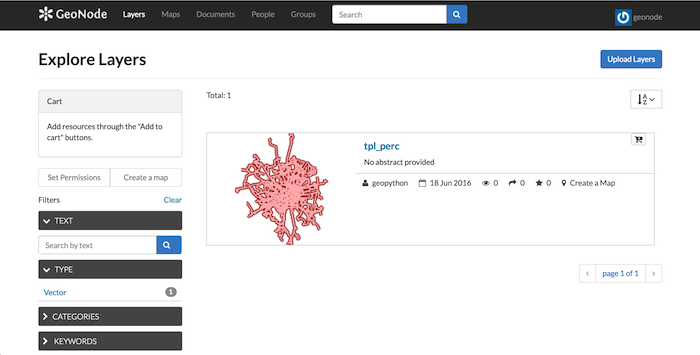 GeoNode Layers Maps Documents People Groups Search geonode
Explore Layers
Upload Layers
Cart
Add resources through the "Add to
cart" buttons.
Set Permissions Create a map
Filters Clear
TEXT
Search by text
TYPE
Vector 1
CATEGORIES
KEYWORDS
Total: 1
tpl_perc
No abstract provided
geopython 18 Jun 2016 0 0 0 Create a Map
page 1 of 1